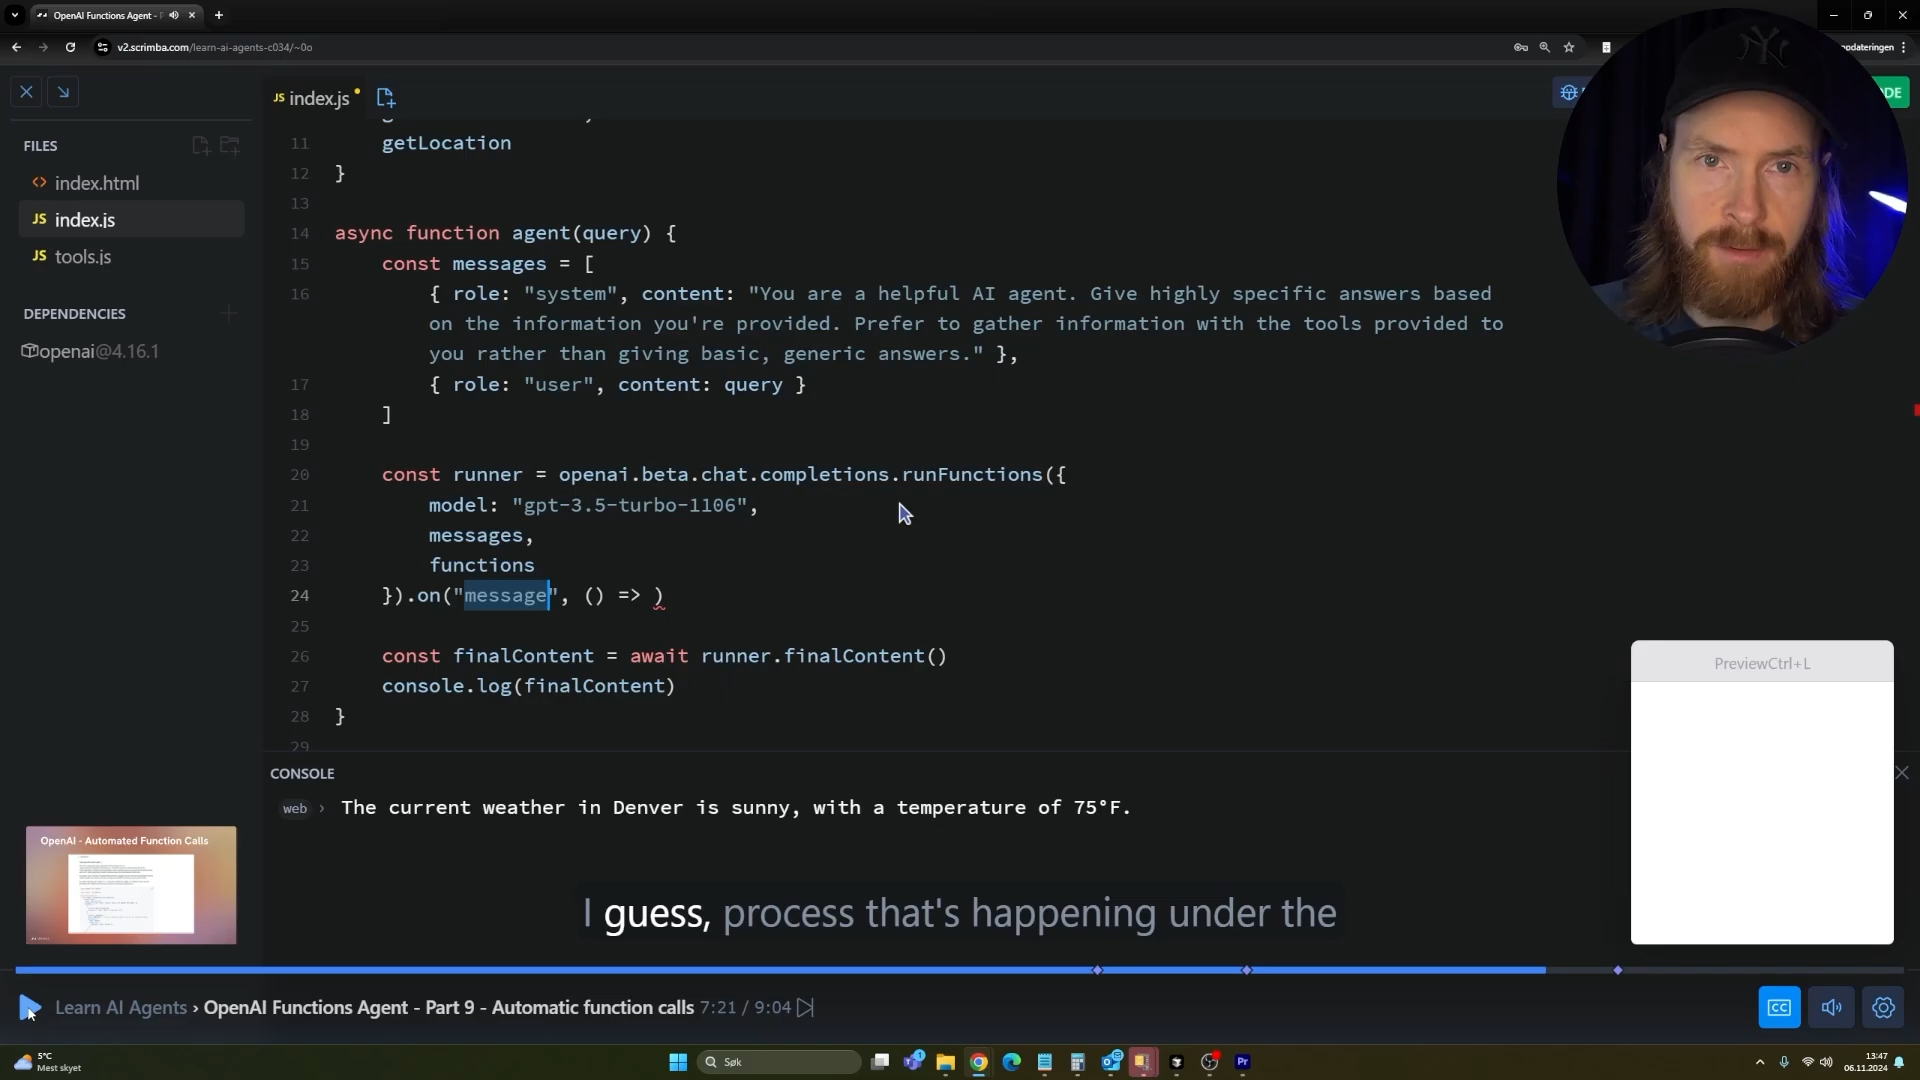 OpenAI Functions Agent - P
v2.scrimba.com/learn-ai-agents-c034/~0o
ppdateringen
FILES
index.html
JS index.js
JS tools.js
DEPENDENCIES
openai@4.16.1
JS index.js
DE
11 getLocation
12 }
13
14 async function agent(query) {
15 const messages = [
16 { role: "system", content: "You are a helpful AI agent. Give highly specific answers based
on the information you're provided. Prefer to gather information with the tools provided to
you rather than giving basic, generic answers." },
17 { role: "user", content: query }
18 ]
19
20 const runner = openai.beta.chat.completions.runFunctions({
21 model: "gpt-3.5-turbo-1106",
22 messages,
23 functions
24 }).on("message", () => )
25
26 const finalContent = await runner.finalContent()
27 console.log(finalContent)
28 }
29
PreviewCtrl+L
CONSOLE
web › The current weather in Denver is sunny, with a temperature of 75°F.
OpenAI - Automated Function Calls
I guess, process that's happening under the
Learn AI Agents › OpenAI Functions Agent - Part 9 - Automatic function calls 7:21 / 9:04
CC
5°C
Mest skyet
Søk
Pr
13:47
06.11.2024